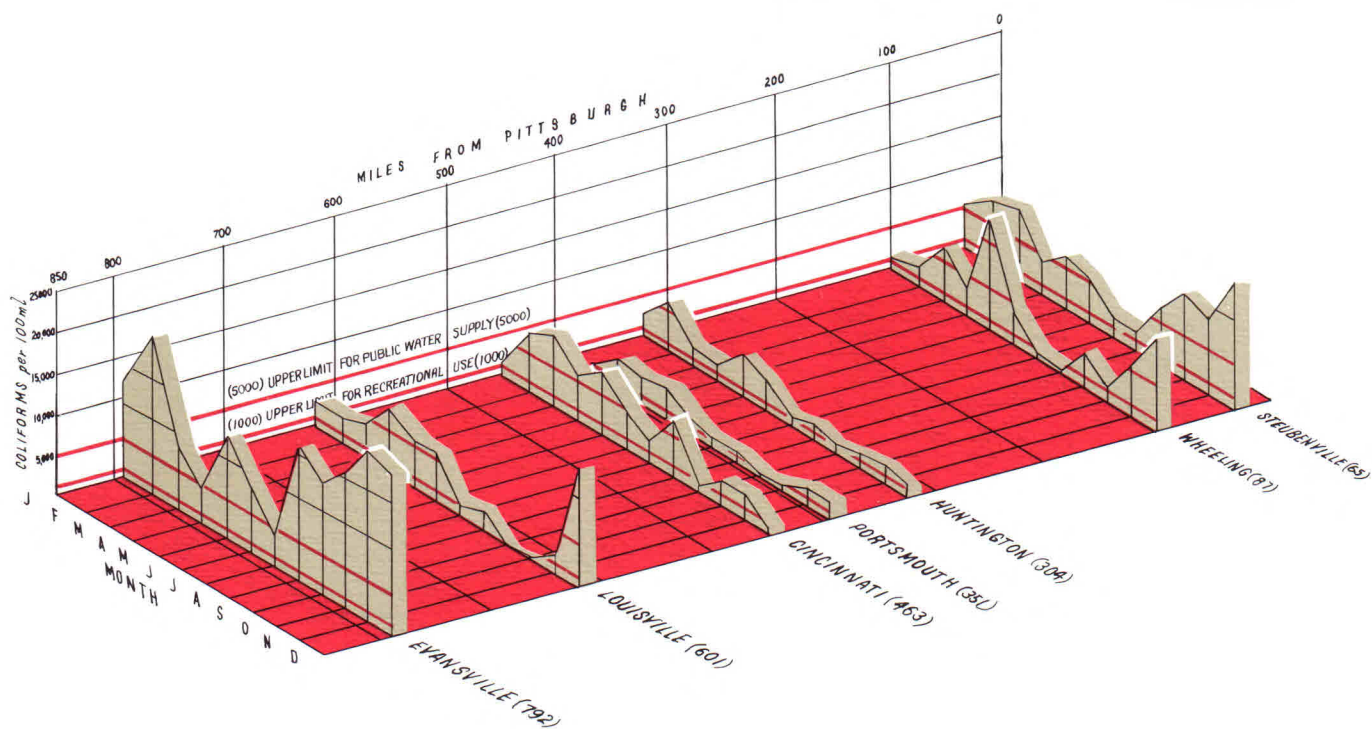 MILES FROM PITTSBURGH
0
100
200
300
400
500
600
700
800
850
COLIFORMS per 100ml
25,000
20,000
15,000
10,000
5,000
(5000) UPPER LIMIT FOR PUBLIC WATER SUPPLY (5000)
(1000) UPPER LIMIT FOR RECREATIONAL USE (1000)
J F M A M J J A S O N D
MONTH
EVANSVILLE (792)
LOUISVILLE (601)
CINCINNATI (463)
PORTSMOUTH (351)
HUNTINGTON (304)
WHEELING (87)
STEUBENVILLE (65)